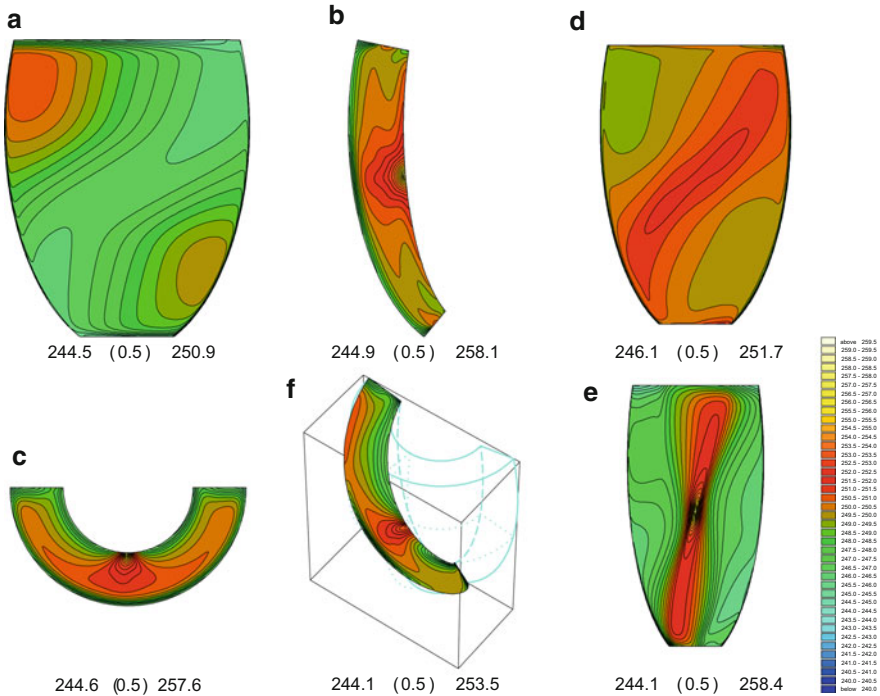 a
b
d
244.5 (0.5) 250.9
244.9 (0.5) 258.1
246.1 (0.5) 251.7
c
f
e
244.6 (0.5) 257.6
244.1 (0.5) 253.5
244.1 (0.5) 258.4
above 259.5
259.0 - 259.5
258.5 - 259.0
258.0 - 258.5
257.5 - 258.0
257.0 - 257.5
256.5 - 257.0
256.0 - 256.5
255.5 - 256.0
255.0 - 255.5
254.5 - 255.0
254.0 - 254.5
253.5 - 254.0
253.0 - 253.5
252.5 - 253.0
252.0 - 252.5
251.5 - 252.0
251.0 - 251.5
250.5 - 251.0
250.0 - 250.5
249.5 - 250.0
249.0 - 249.5
248.5 - 249.0
248.0 - 248.5
247.5 - 248.0
247.0 - 247.5
246.5 - 247.0
246.0 - 246.5
245.5 - 246.0
245.0 - 245.5
244.5 - 245.0
244.0 - 244.5
243.5 - 244.0
243.0 - 243.5
242.5 - 243.0
242.0 - 242.5
241.5 - 242.0
241.0 - 241.5
240.5 - 241.0
240.0 - 240.5
below 240.0